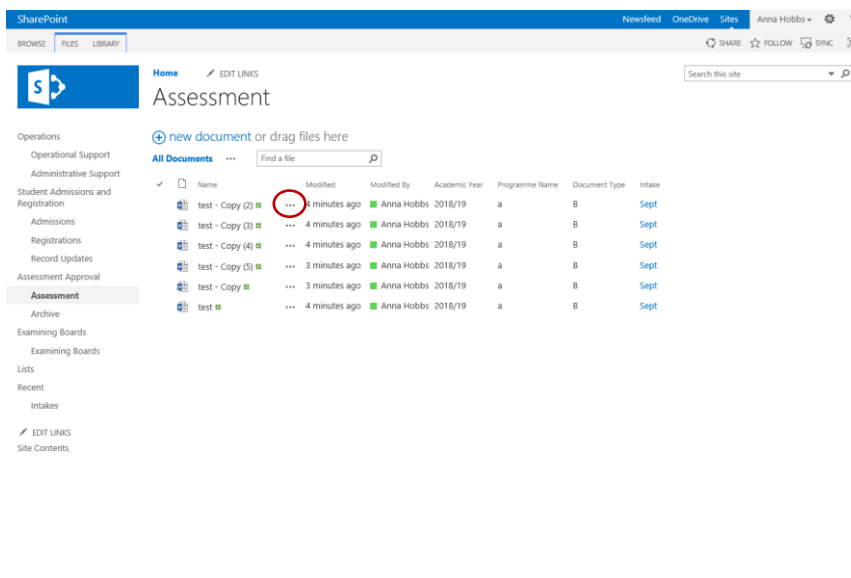 SharePoint Newsfeed OneDrive Sites Anna Hobbs
BROWSE FILES LIBRARY SHARE FOLLOW SYNC
S
Home EDIT LINKS Search this site
Assessment
new document or drag files here
All Documents ••• Find a file
Name Modified Modified By Academic Year Programme Name Document Type Intake
test - Copy (2) ••• 4 minutes ago Anna Hobbs 2018/19 a B Sept
test - Copy (3) ••• 4 minutes ago Anna Hobbs 2018/19 a B Sept
test - Copy (4) ••• 4 minutes ago Anna Hobbs 2018/19 a B Sept
test - Copy (5) ••• 3 minutes ago Anna Hobbs 2018/19 a B Sept
test - Copy ••• 3 minutes ago Anna Hobbs 2018/19 a B Sept
test ••• 4 minutes ago Anna Hobbs 2018/19 a B Sept
Operations
Operational Support
Administrative Support
Student Admissions and
Registration
Admissions
Registrations
Record Updates
Assessment Approval
Assessment
Archive
Examining Boards
Examining Boards
Lists
Recent
Intakes
EDIT LINKS
Site Contents